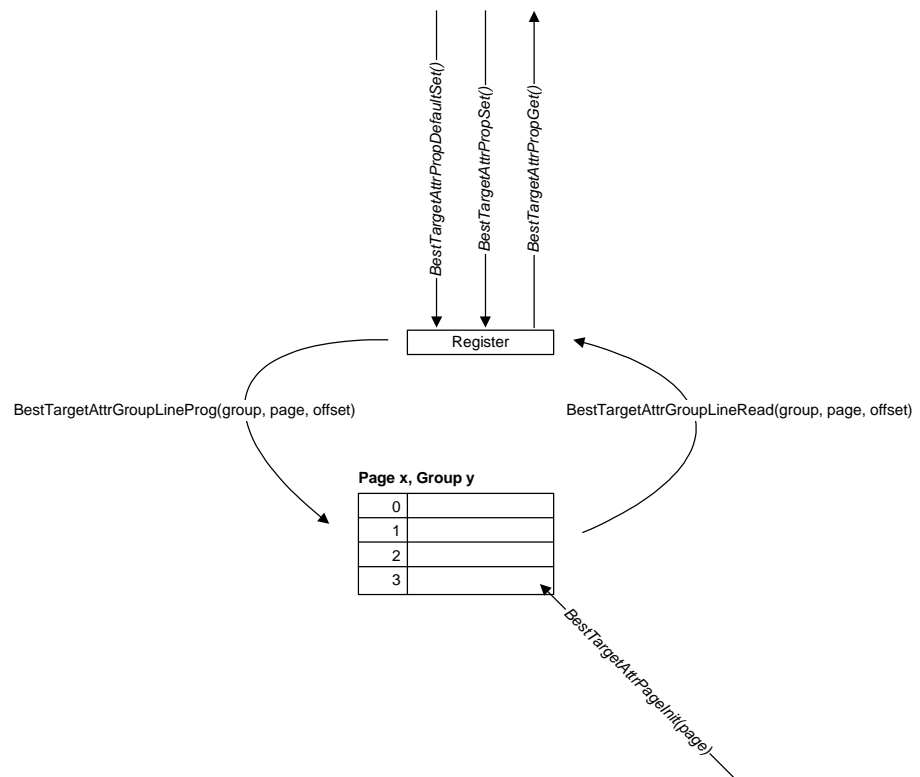 BestTargetAttrPropDefaultSet()
BestTargetAttrPropSet()
BestTargetAttrPropGet()
Register
BestTargetAttrGroupLineProg(group, page, offset)
BestTargetAttrGroupLineRead(group, page, offset)
Page x, Group y
0
1
2
3
BestTargetAttrPageInit(page)